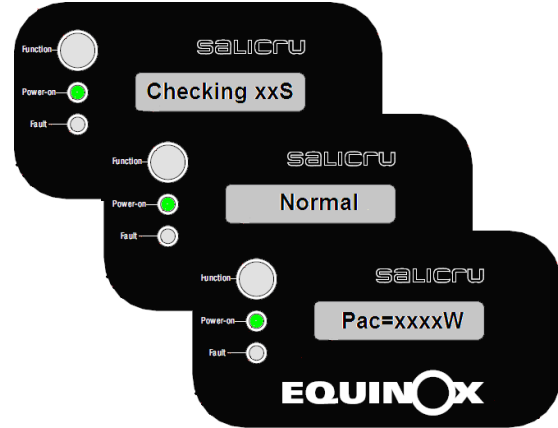 SALICRU
Function
Checking xxS
Power-on
Fault
SALICRU
Function
Normal
Power-on
Fault
SALICRU
Function
Pac=xxxxW
Power-on
Fault
EQUINOX